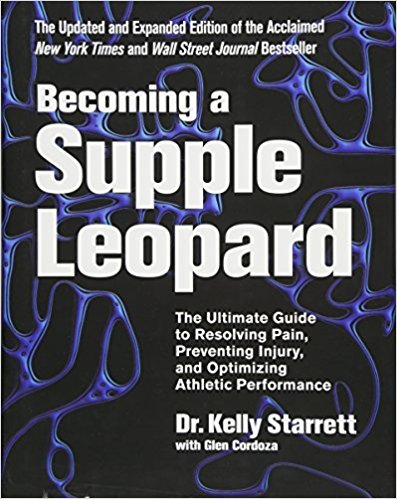 The Updated and Expanded Edition of the Acclaimed
New York Times and Wall Street Journal Bestseller
Becoming a
Supple
Leopard
The Ultimate Guide
to Resolving Pain,
Preventing Injury,
and Optimizing
Athletic Performance
Dr. Kelly Starrett
with Glen Cordoza